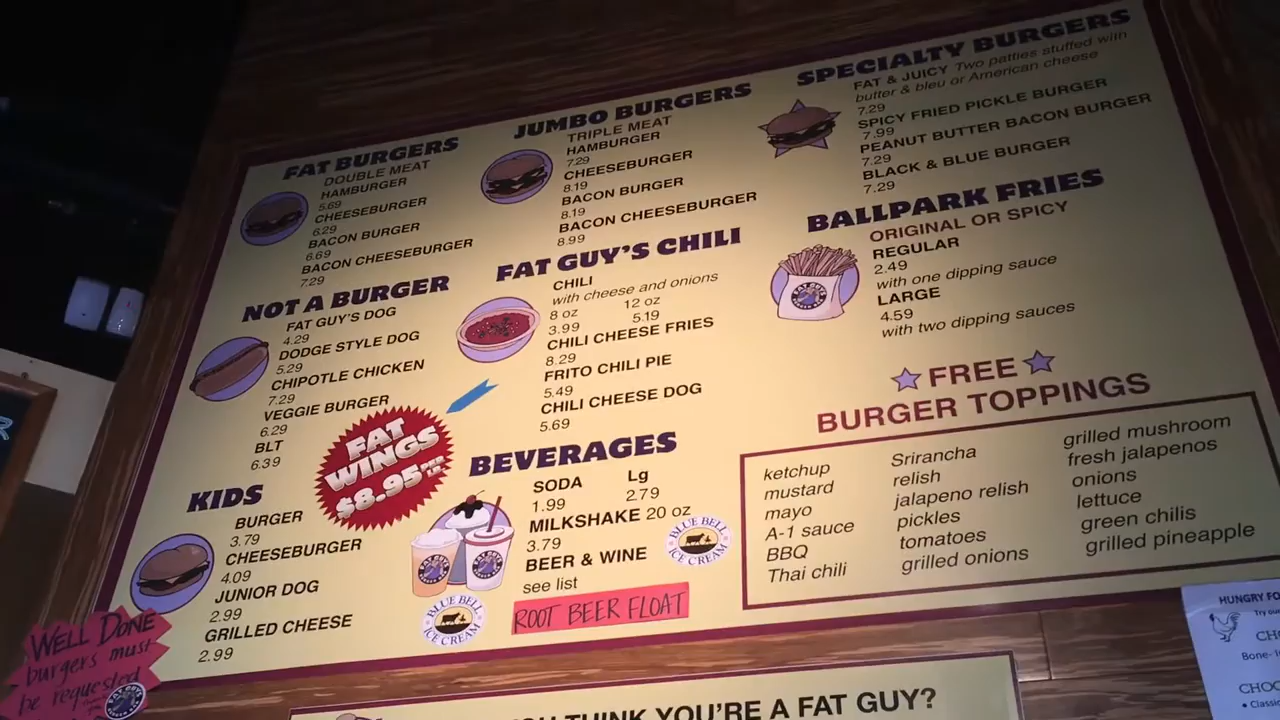 FAT BURGERS
DOUBLE MEAT
HAMBURGER
5.69
CHEESEBURGER
6.29
BACON BURGER
6.69
BACON CHEESEBURGER
7.29
NOT A BURGER
FAT GUY'S DOG
4.29
DODGE STYLE DOG
5.29
CHIPOTLE CHICKEN
7.29
VEGGIE BURGER
6.29
BLT
6.39
FAT
WINGS
$8.95 PER
LB
KIDS
BURGER
3.79
CHEESEBURGER
4.09
JUNIOR DOG
2.99
GRILLED CHEESE
2.99
JUMBO BURGERS
TRIPLE MEAT
HAMBURGER
7.29
CHEESEBURGER
8.19
BACON BURGER
8.19
BACON CHEESEBURGER
8.99
FAT GUY'S CHILI
CHILI
with cheese and onions
8 oz 12 oz
3.99 5.19
CHILI CHEESE FRIES
8.29
FRITO CHILI PIE
5.49
CHILI CHEESE DOG
5.69
BEVERAGES
SODA Lg
1.99 2.79
MILKSHAKE 20 oz
3.79
BEER & WINE
see list
BLUE BELL
ICE CREAM
BLUE BELL
ICE CREAM
ROOT BEER FLOAT
SPECIALTY BURGERS
FAT & JUICY Two patties stuffed with
butter & bleu or American cheese
7.29
SPICY FRIED PICKLE BURGER
7.99
PEANUT BUTTER BACON BURGER
7.29
BLACK & BLUE BURGER
7.29
BALLPARK FRIES
ORIGINAL OR SPICY
REGULAR
2.49
with one dipping sauce
LARGE
4.59
with two dipping sauces
FREE
BURGER TOPPINGS
ketchup
mustard
mayo
A-1 sauce
BBQ
Thai chili
Srirancha
relish
jalapeno relish
pickles
tomatoes
grilled onions
grilled mushroom
fresh jalapenos
onions
lettuce
green chilis
grilled pineapple
WELL DONE
burgers must
be requested
THINK YOU'RE A FAT GUY?
HUNGRY FO
Try our
CHO
Bone-I
CHOO
• Classic